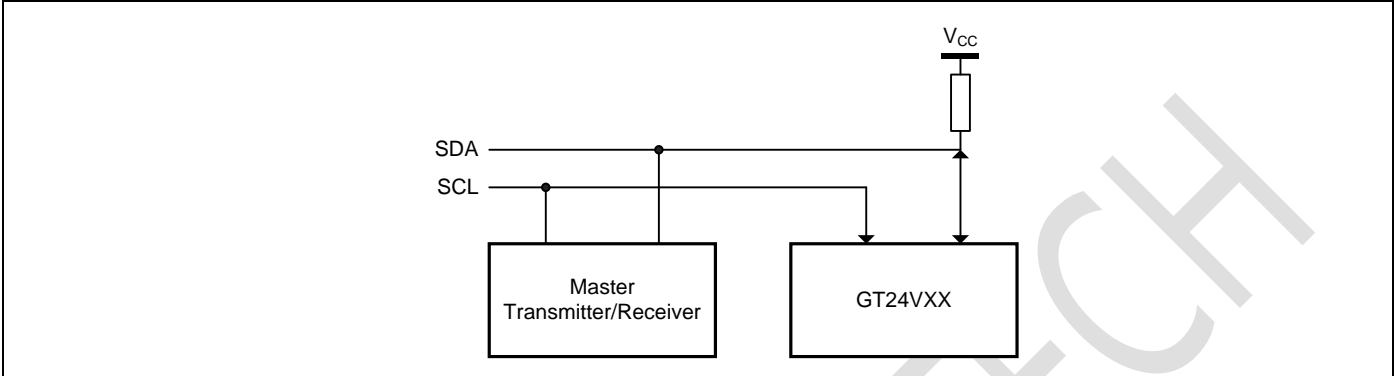 VCC
SDA
SCL
Master
Transmitter/Receiver
GT24VXX